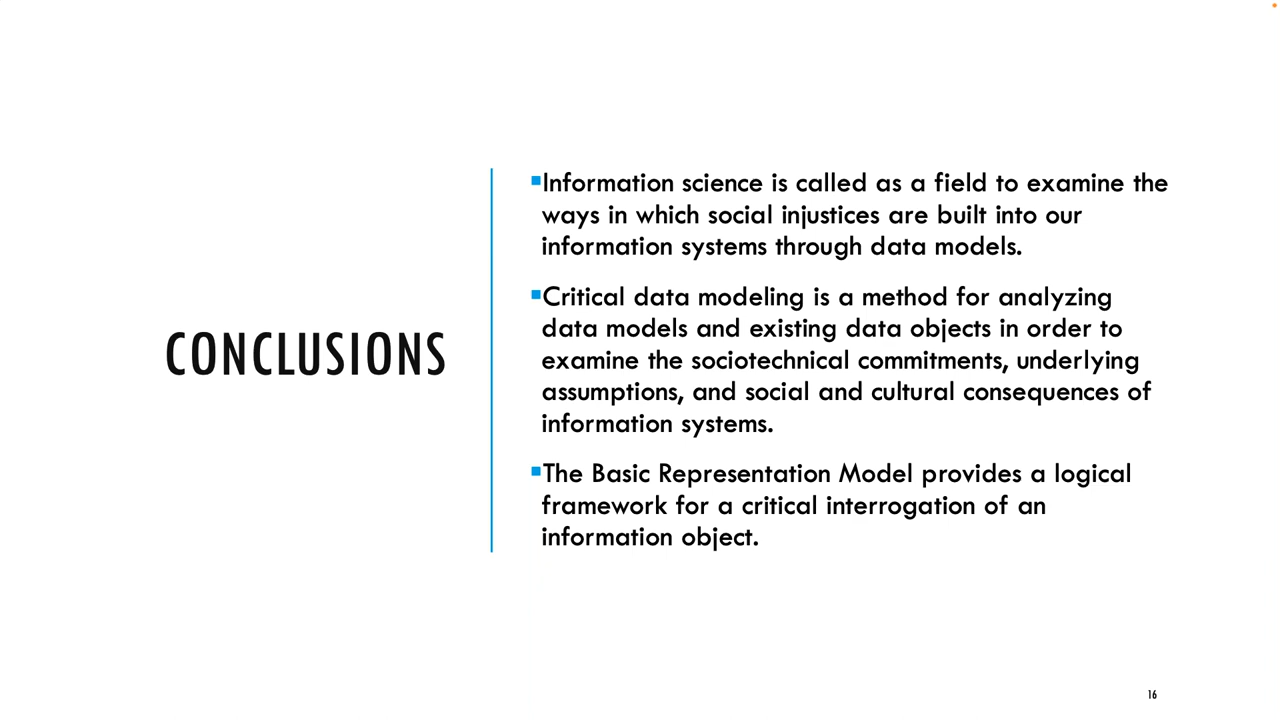 CONCLUSIONS
▪Information science is called as a field to examine the
ways in which social injustices are built into our
information systems through data models.
▪Critical data modeling is a method for analyzing
data models and existing data objects in order to
examine the sociotechnical commitments, underlying
assumptions, and social and cultural consequences of
information systems.
▪The Basic Representation Model provides a logical
framework for a critical interrogation of an
information object.
16